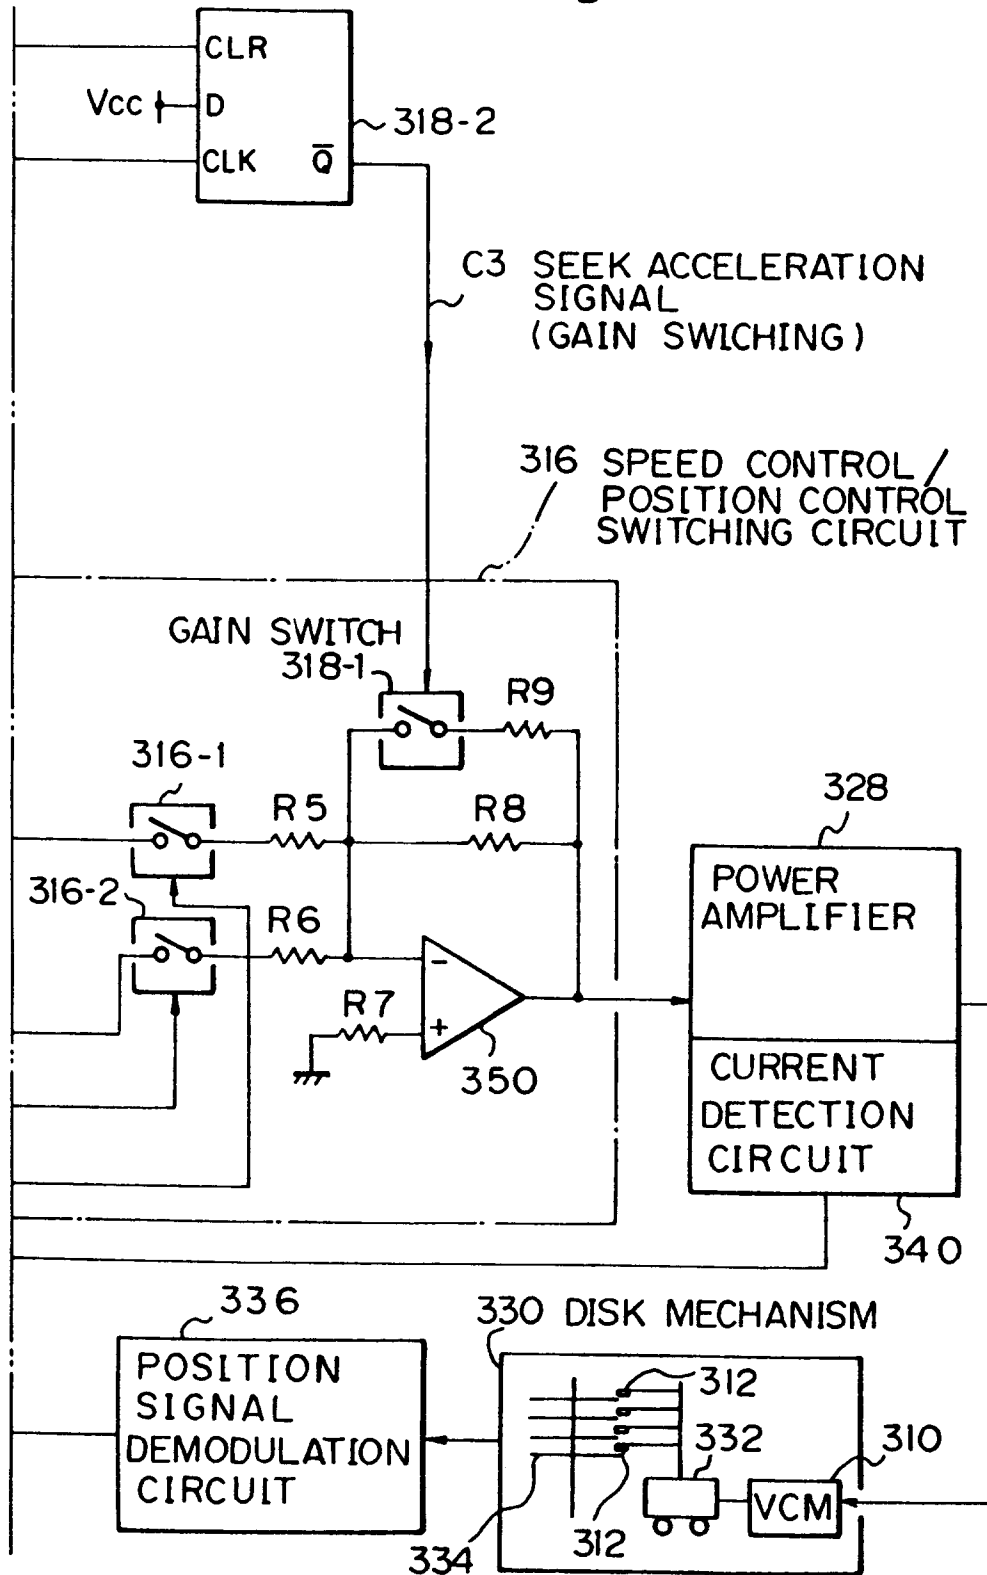 g
CLR
Vcc
D
318-2
CLK
Q̅
C3 SEEK ACCELERATION
SIGNAL
(GAIN SWICHING)
316 SPEED CONTROL /
POSITION CONTROL
SWITCHING CIRCUIT
GAIN SWITCH
318-1
R9
316-1
R5
R8
328
316-2
R6
POWER
AMPLIFIER
-
R7
+
350
CURRENT
DETECTION
CIRCUIT
340
336
330 DISK MECHANISM
POSITION
SIGNAL
DEMODULATION
CIRCUIT
312
332
310
VCM
334
312